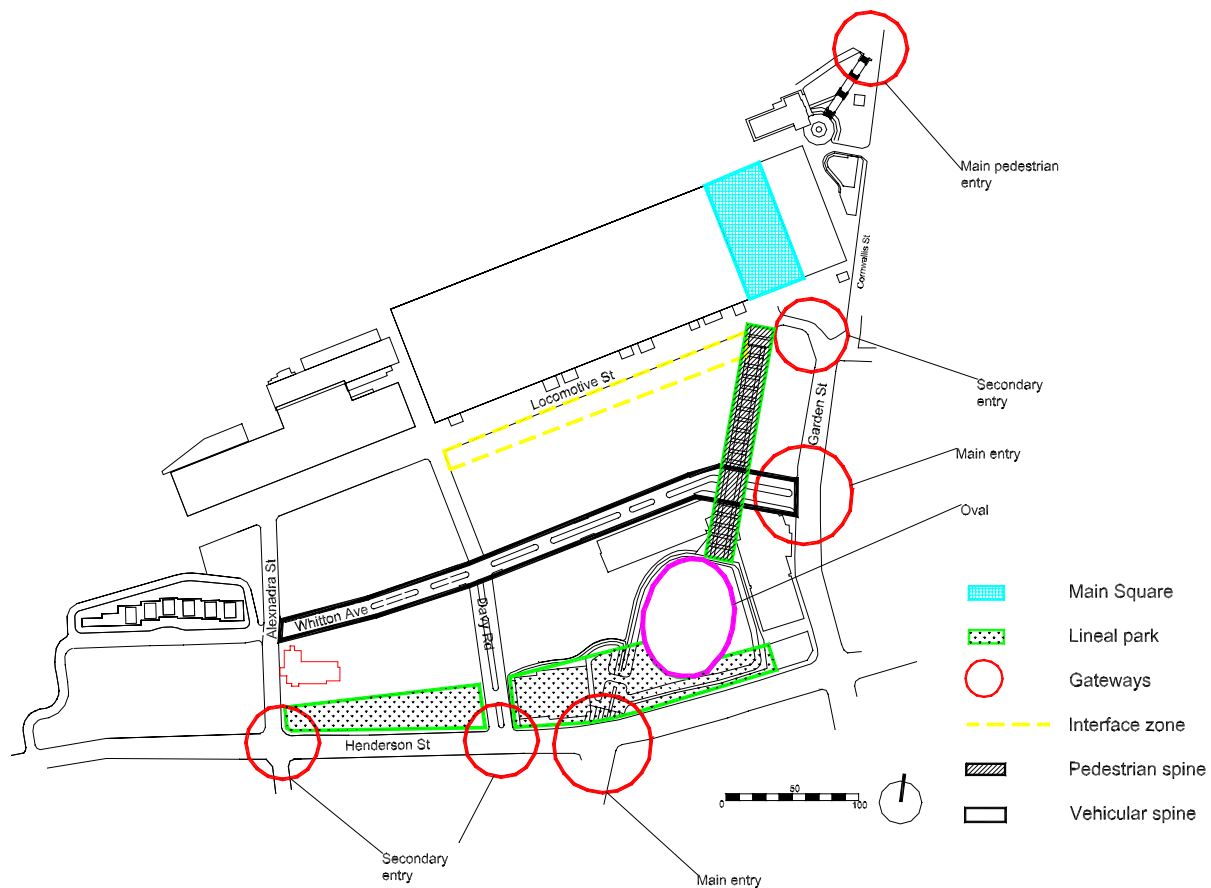 Main pedestrian
entry
Cornwallis St
Locomotive St
Secondary
entry
Garden St
Main entry
Oval
Alexnadra St
Whitton Ave
Davy Rd
Main Square
Lineal park
Gateways
Interface zone
Pedestrian spine
Vehicular spine
Henderson St
50
0
100
Secondary
entry
Main entry